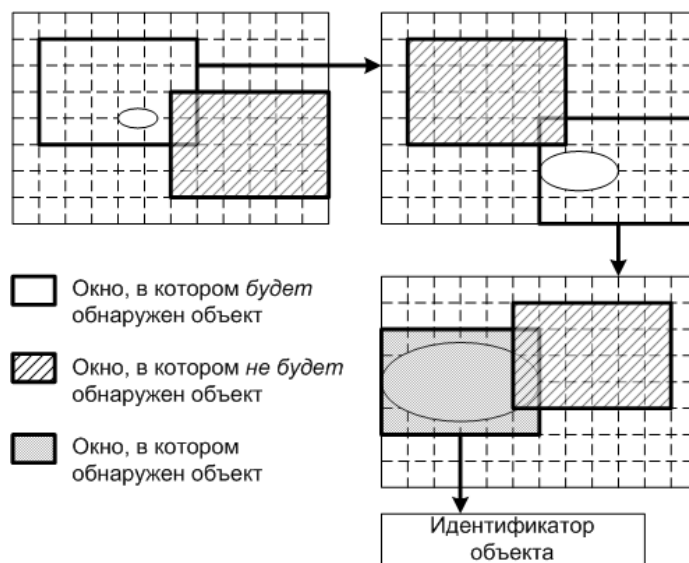 Окно, в котором будет
обнаружен объект
Окно, в котором не будет
обнаружен объект
Окно, в котором
обнаружен объект
Идентификатор
объекта